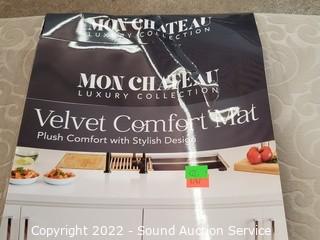 MON CHATEAU
LUXURY COLLECTION
MON CHATEAU
LUXURY COLLECTION
Velvet Comfort Mat
Plush Comfort with Stylish Design
Copyright 2022 - Sound Auction Service